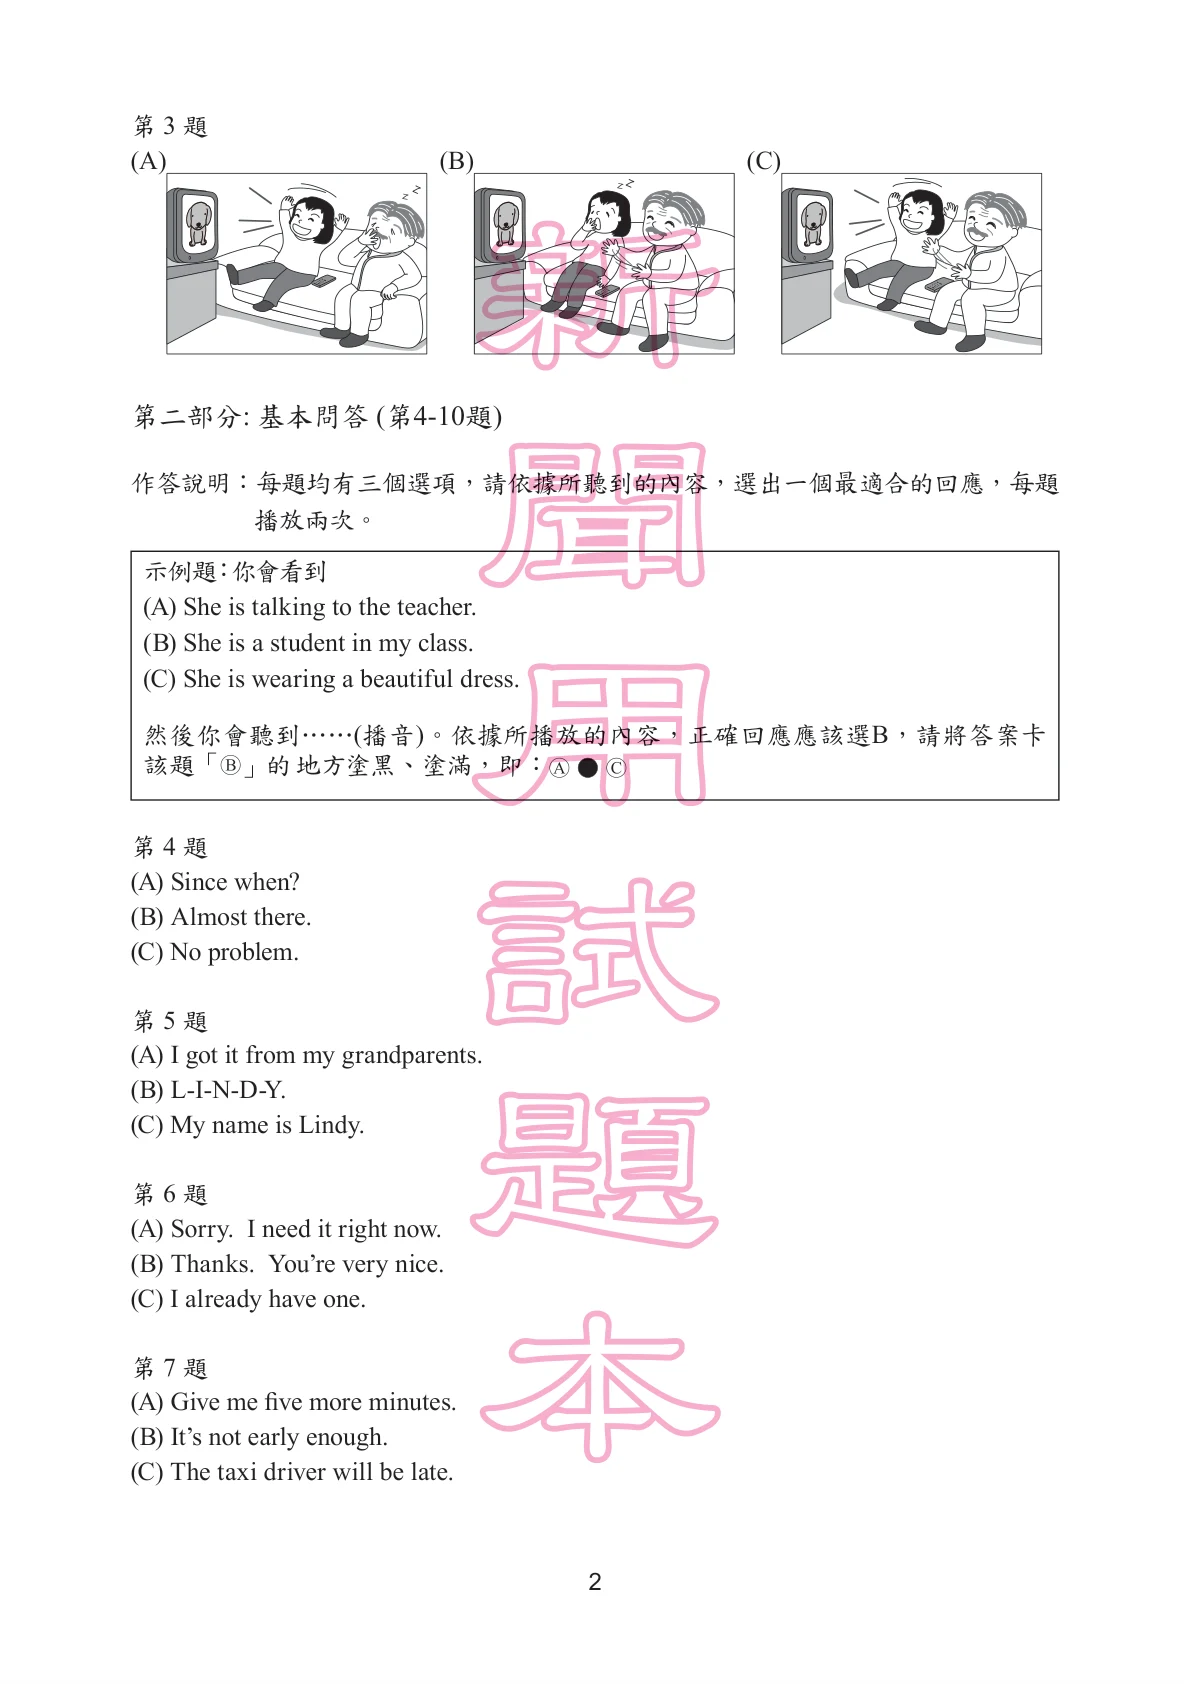 第 3 題
(A) (B) (C)
z z
z z
第二部分: 基本問答 (第4-10題)
作答說明：每題均有三個選項，請依據所聽到的內容，選出一個最適合的回應，每題
播放兩次。
示例題：你會看到
(A) She is talking to the teacher.
(B) She is a student in my class.
(C) She is wearing a beautiful dress.
然後你會聽到……(播音)。依據所播放的內容，正確回應應該選B，請將答案卡
該題「Ⓑ」的地方塗黑、塗滿，即：Ⓐ ● Ⓒ
第 4 題
(A) Since when?
(B) Almost there.
(C) No problem.
第 5 題
(A) I got it from my grandparents.
(B) L-I-N-D-Y.
(C) My name is Lindy.
第 6 題
(A) Sorry.  I need it right now.
(B) Thanks.  You’re very nice.
(C) I already have one.
第 7 題
(A) Give me five more minutes.
(B) It’s not early enough.
(C) The taxi driver will be late.
2
新聞用試題本